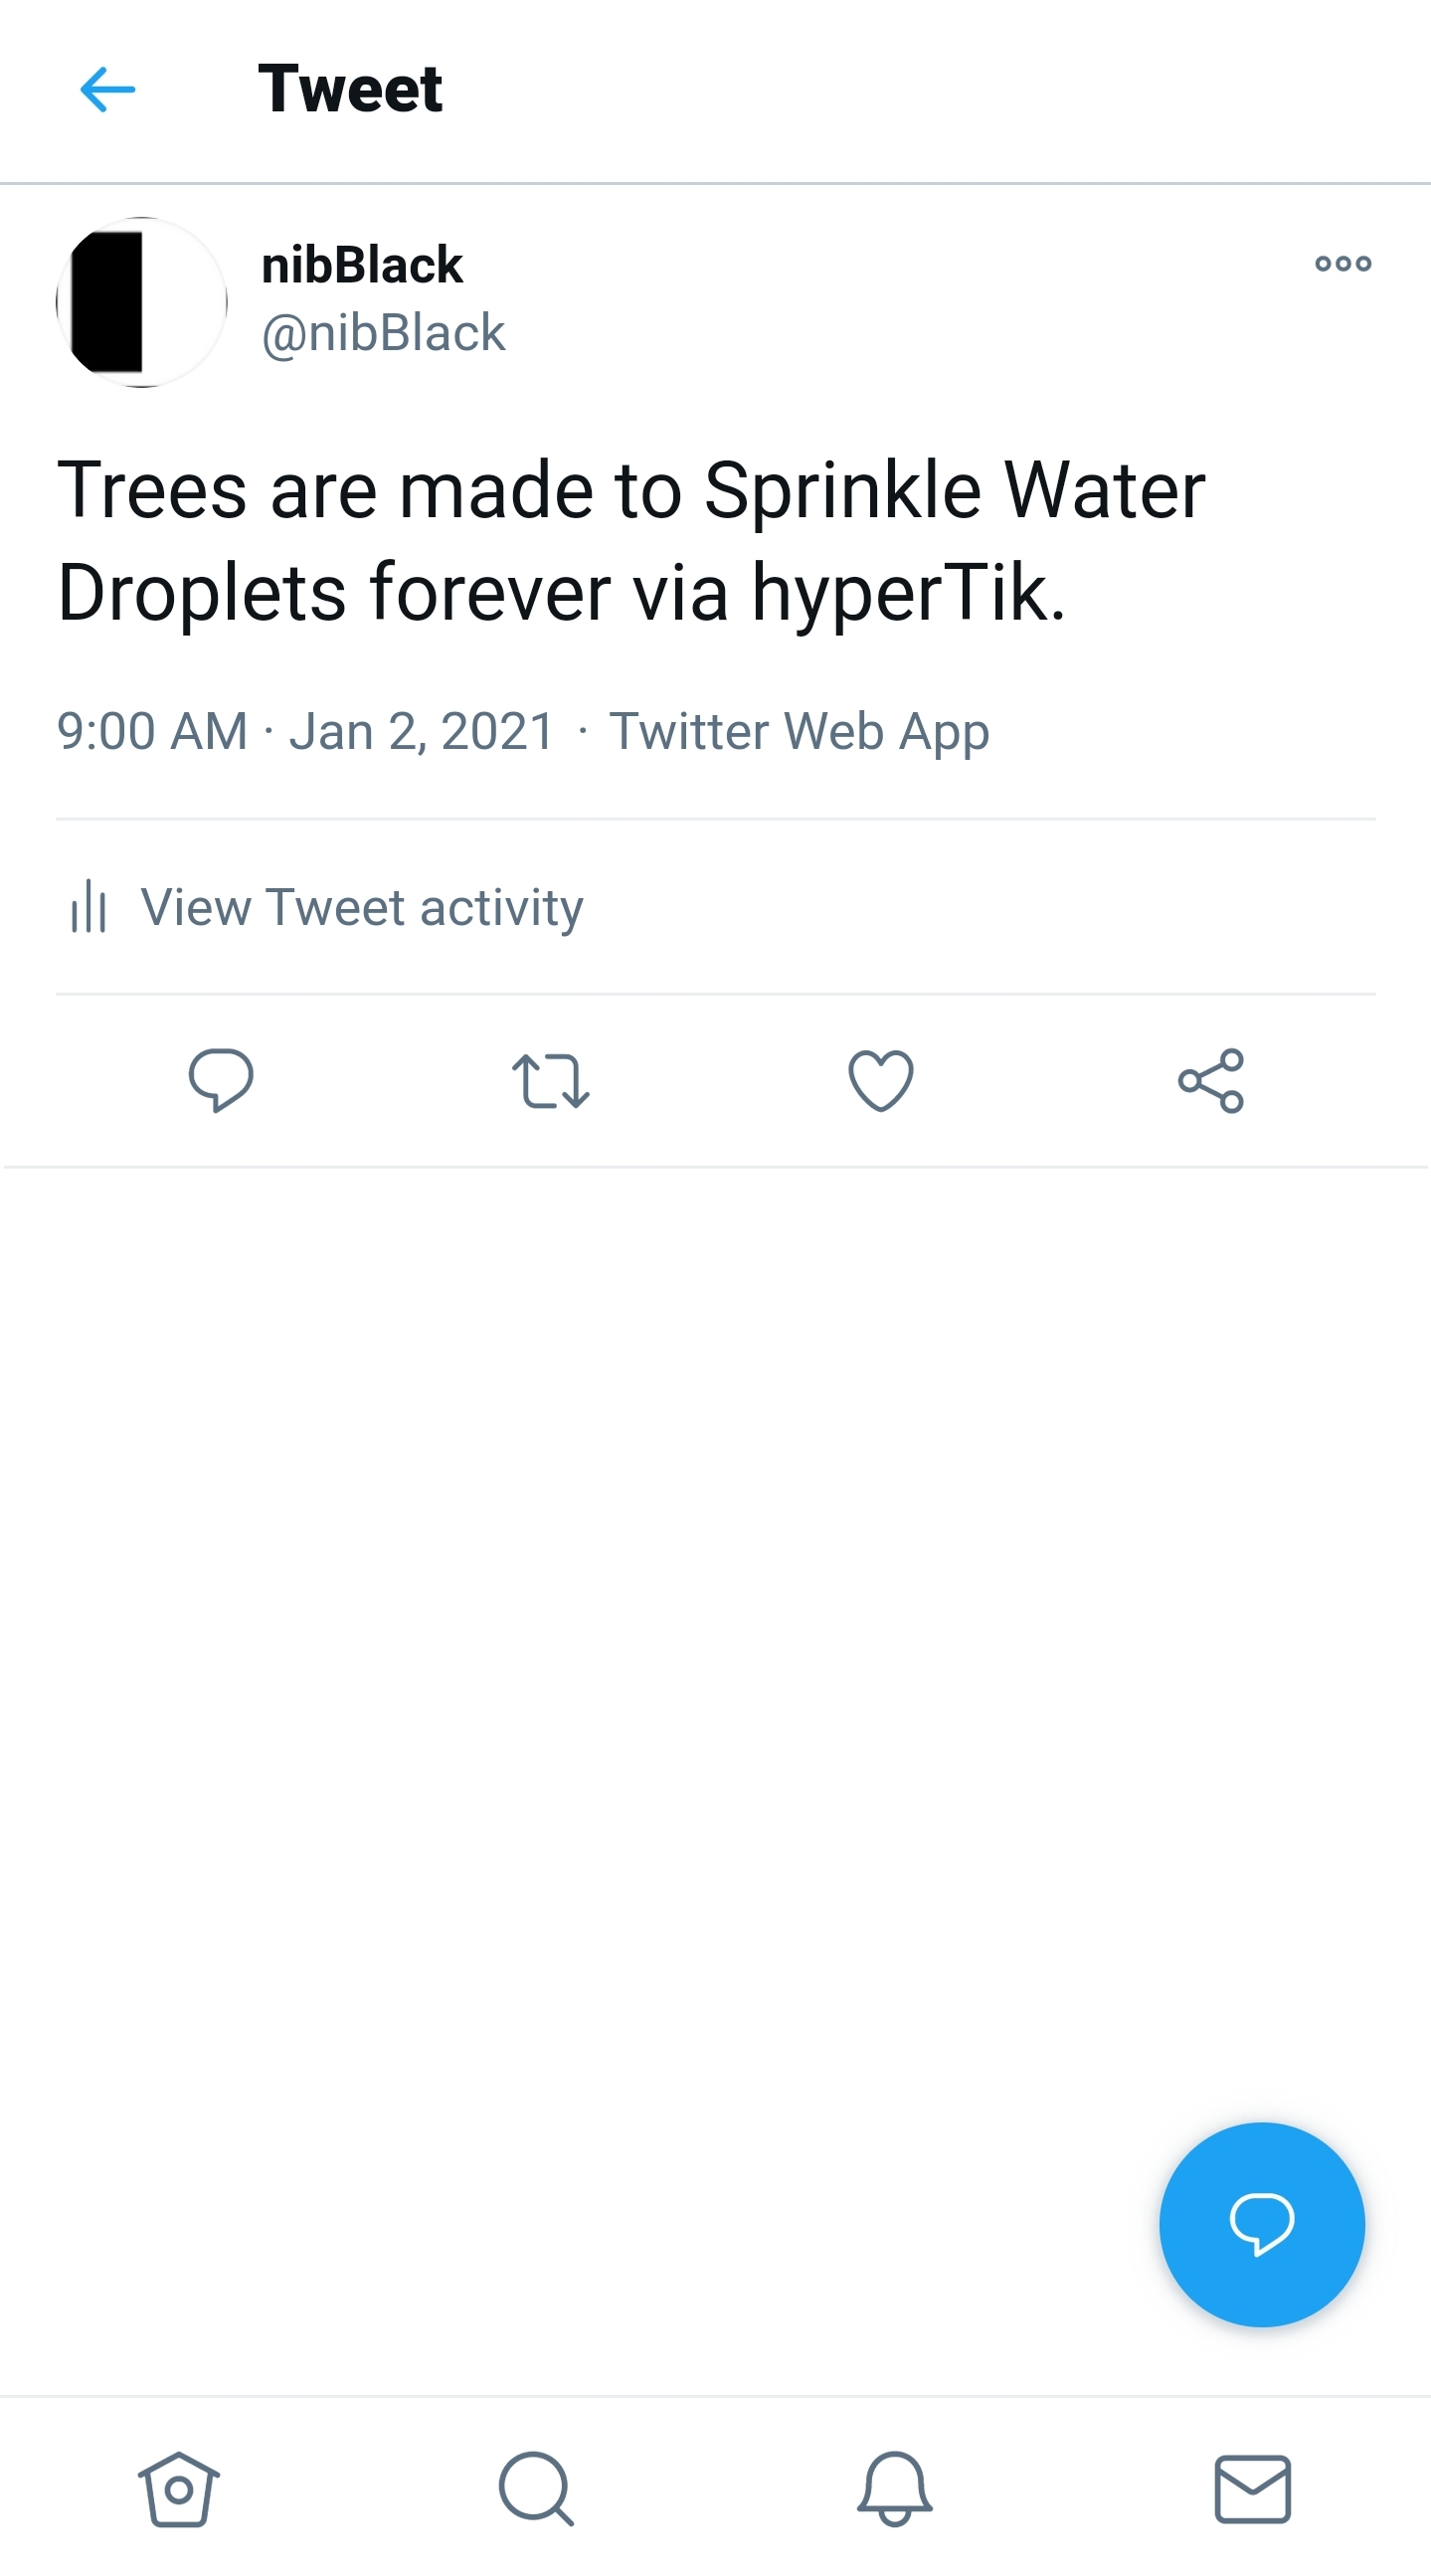 Tweet
nibBlack
@nibBlack
Trees are made to Sprinkle Water
Droplets forever via hyperTik.
9:00 AM · Jan 2, 2021 · Twitter Web App
View Tweet activity